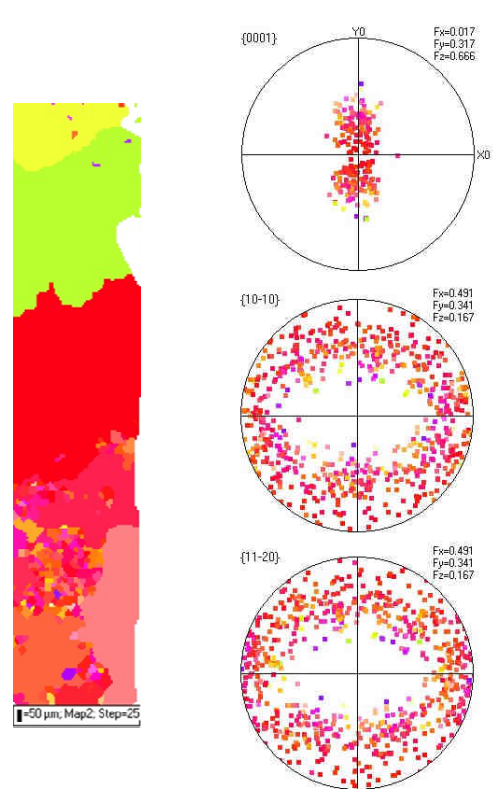 {0001}
Y0
Fx=0.017
Fy=0.317
Fz=0.666
X0
{10-10}
Fx=0.491
Fy=0.341
Fz=0.167
{11-20}
Fx=0.491
Fy=0.341
Fz=0.167
=50 µm; Map2; Step=25